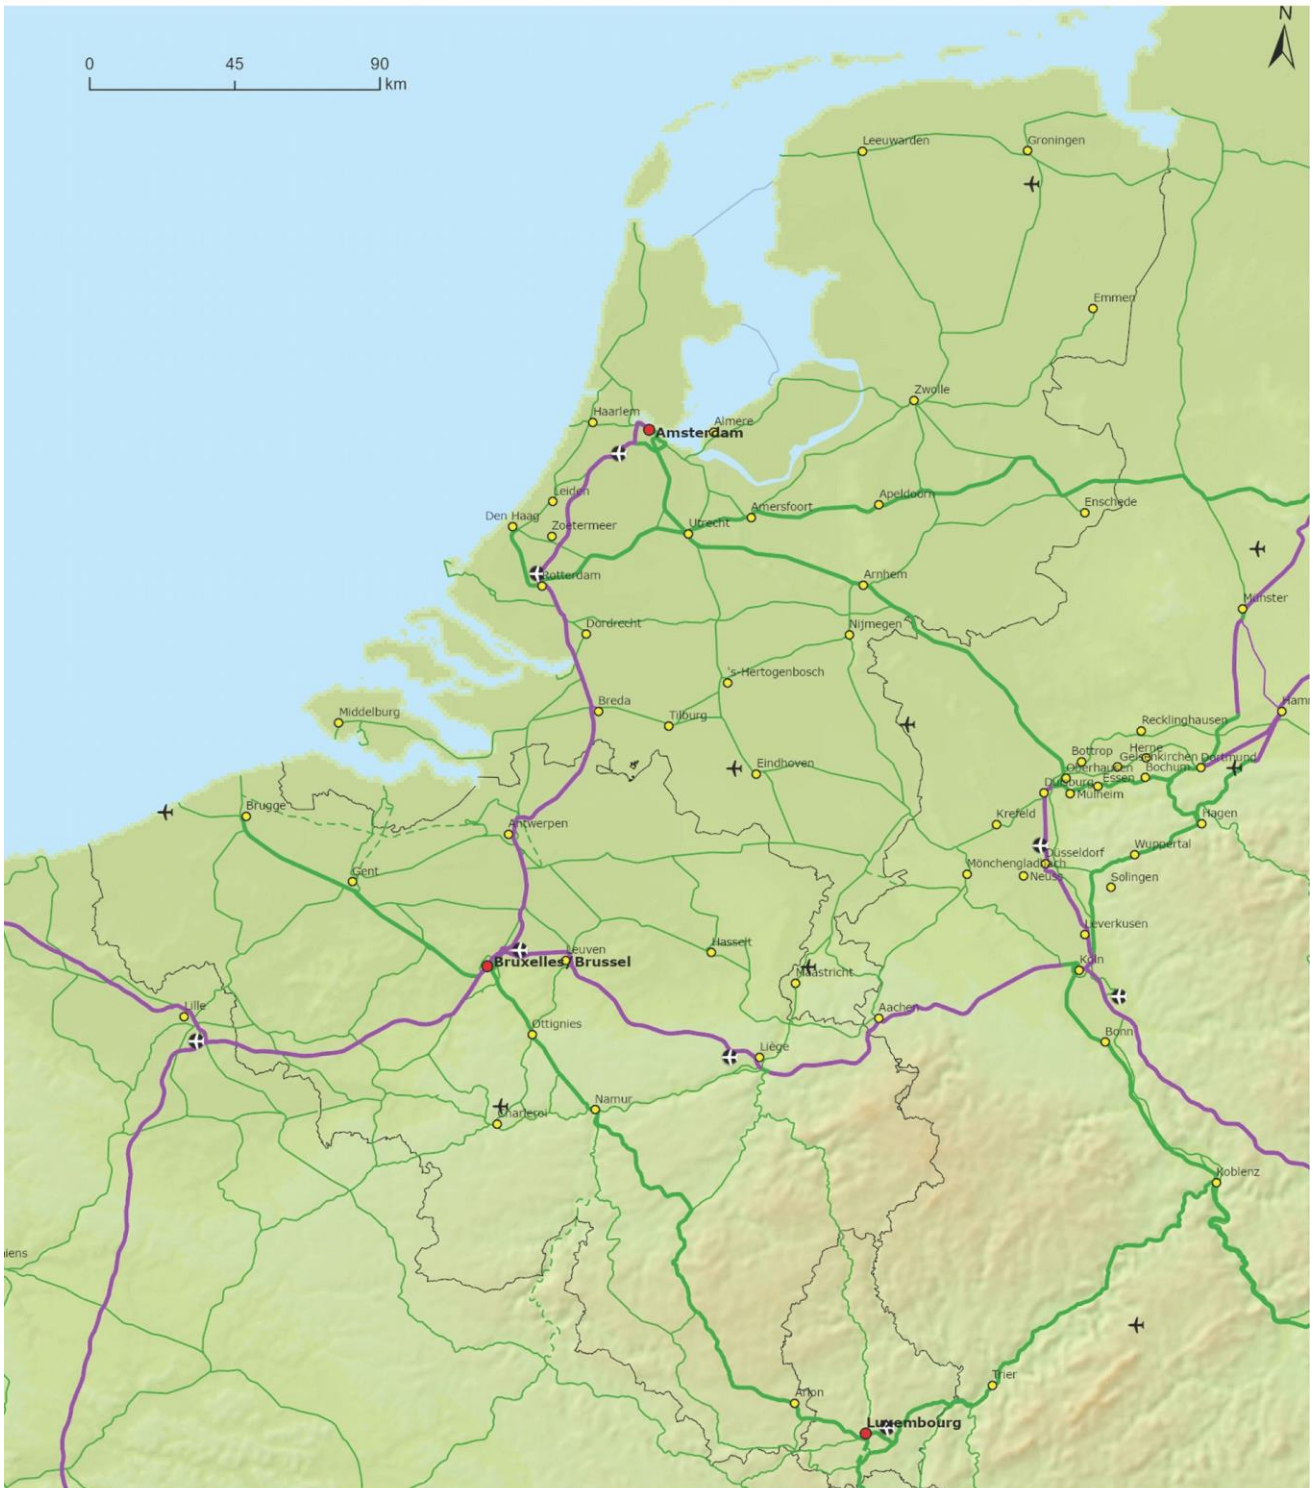 N
0 45 90
km
Leeuwarden
Groningen
Emmen
Zwolle
Haarlem
Almere
Amsterdam
Leiden
Apeldoorn
Amersfoort
Enschede
Den Haag
Zoetermeer
Utrecht
Rotterdam
Arnhem
Münster
Dordrecht
Nijmegen
's-Hertogenbosch
Breda
Middelburg
Tilburg
Hamr
Recklinghausen
Bottrop
Herne
Gelsenkirchen
Dortmund
Eindhoven
Oberhausen
Bochum
Essen
Duisburg
Mülheim
Brugge
Krefeld
Hagen
Antwerpen
Wuppertal
Düsseldorf
Mönchengladbach
Gent
Neuss
Solingen
Leverkusen
Hasselt
Leuven
Bruxelles/Brussel
Köln
Maastricht
Lille
Aachen
Ottignies
Bonn
Liège
Namur
Charleroi
Koblenz
iens
Trier
Arlon
Luxembourg